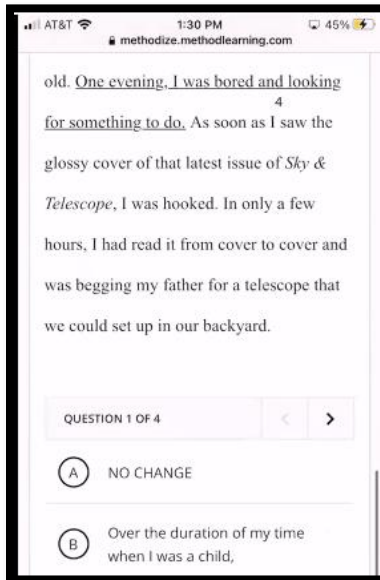 AT&T 1:30 PM 45%
methodize.methodlearning.com
old. One evening, I was bored and looking
4
for something to do. As soon as I saw the
glossy cover of that latest issue of Sky &
Telescope, I was hooked. In only a few
hours, I had read it from cover to cover and
was begging my father for a telescope that
we could set up in our backyard.
QUESTION 1 OF 4 < >
A NO CHANGE
B Over the duration of my time
when I was a child,